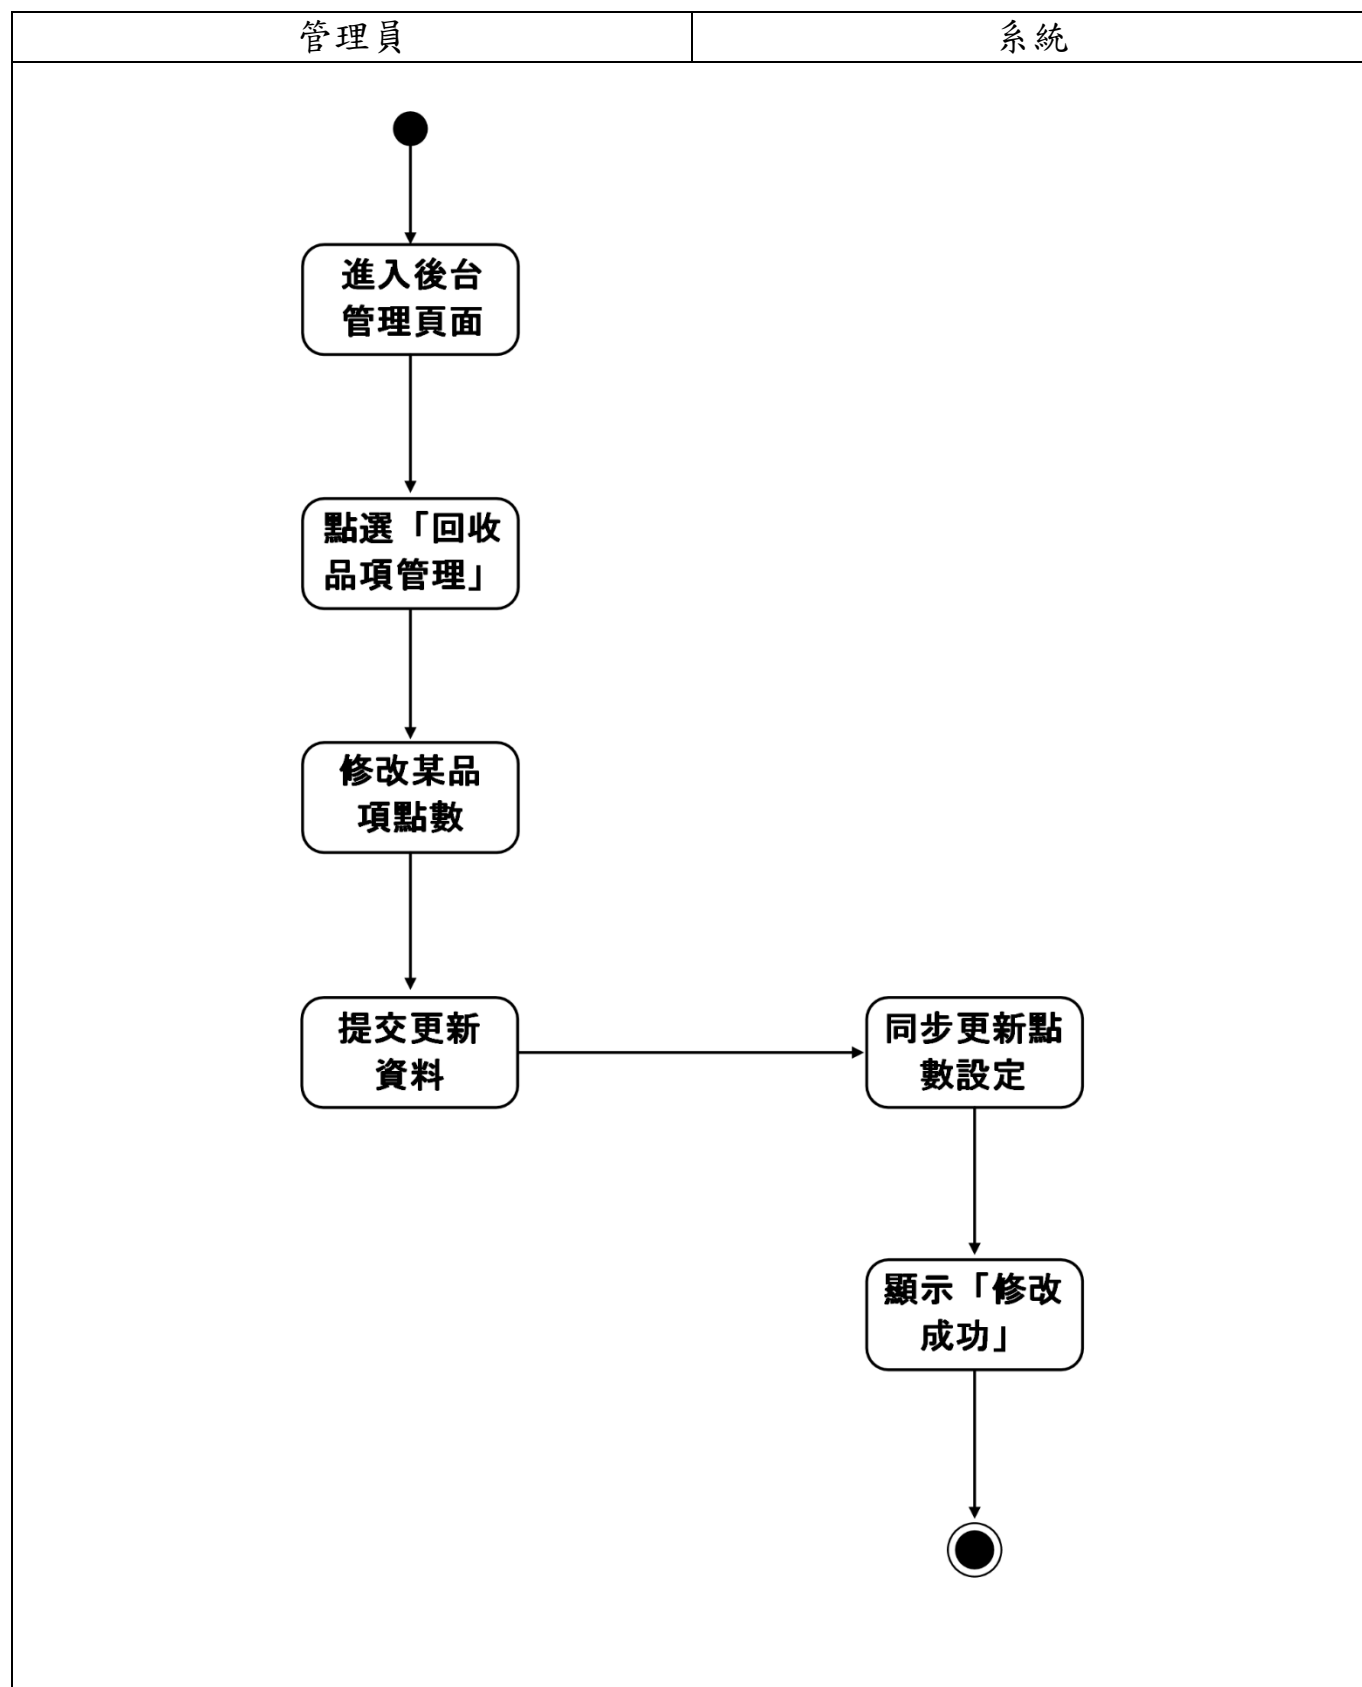 管理員
系統
進入後台
管理頁面
點選「回收
品項管理」
修改某品
項點數
提交更新
資料
同步更新點
數設定
顯示「修改
成功」